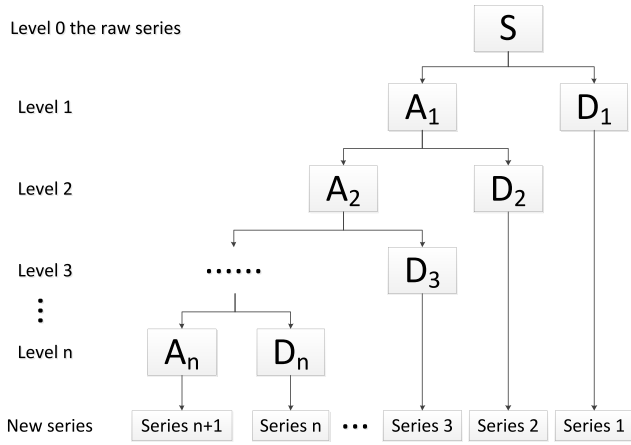 Level 0 the raw series
S
Level 1
A₁
D₁
Level 2
A₂
D₂
Level 3
......
D₃
⋮
Level n
Aₙ
Dₙ
New series
Series n+1
Series n
...
Series 3
Series 2
Series 1